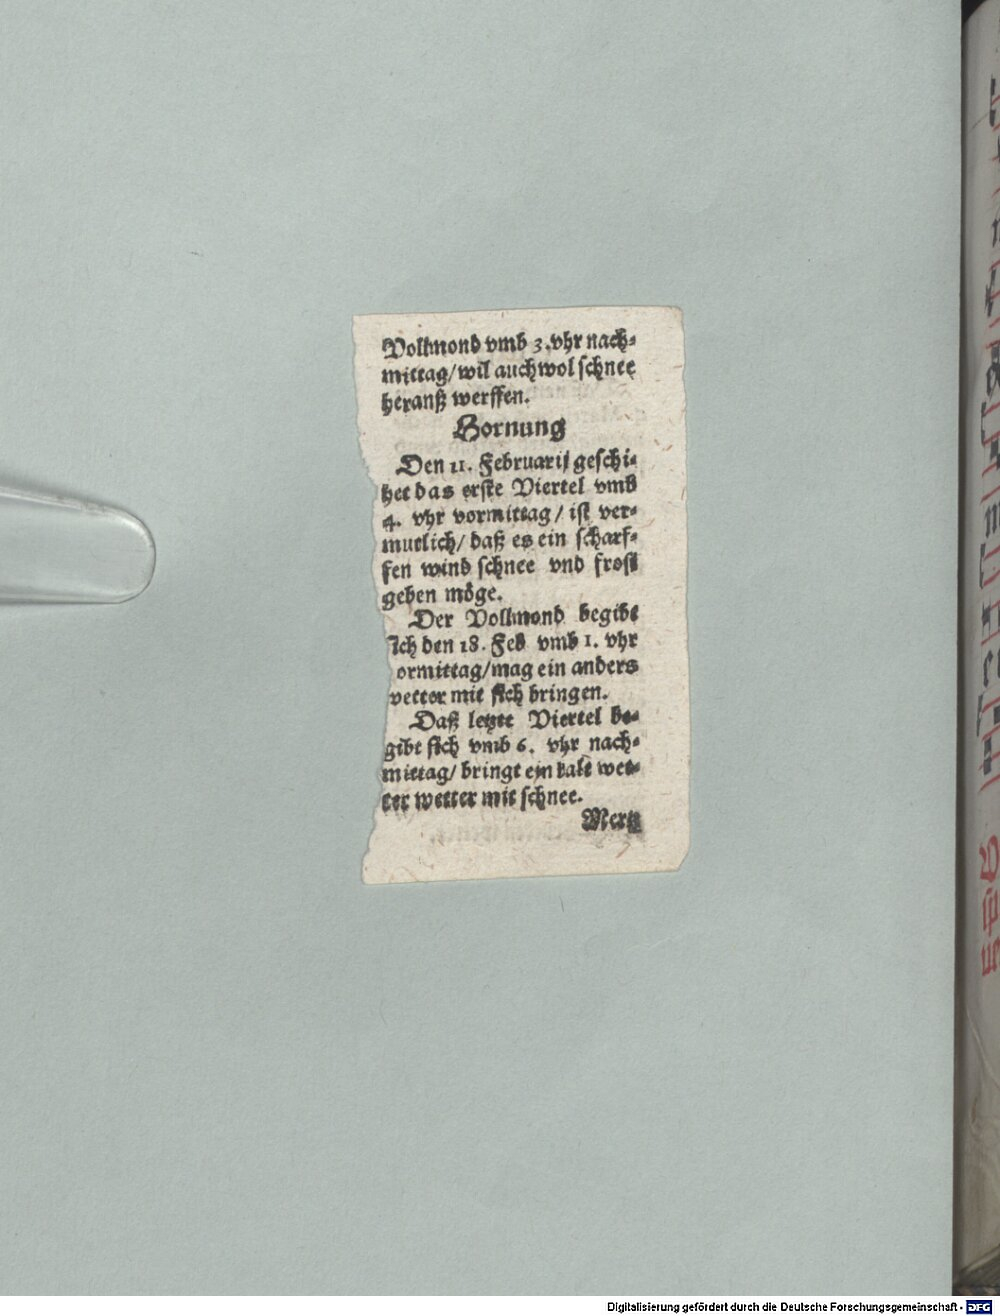 Vollmond vmb 3.vhr nach-
mittag/ wil auch wol schnee
herauß werffen.
Hornung
Den 11. Februarij geschi-
het das erste Viertel vmb
4. vhr vormittag/ ist ver-
mutlich/ daß es ein scharf-
fen wind schnee vnd frost
geben möge.
Der Vollmond begibt
sich den 18. Feb vmb 1. vhr
ormittag/ mag ein anders
wetter mit sich bringen.
Daß letzte Viertel be-
gibt sich vmb 6. vhr nach-
mittag/ bringt ein kalt wet-
ter wetter mit schnee.
Mertz
Digitalisierung gefördert durch die Deutsche Forschungsgemeinschaft - DFG